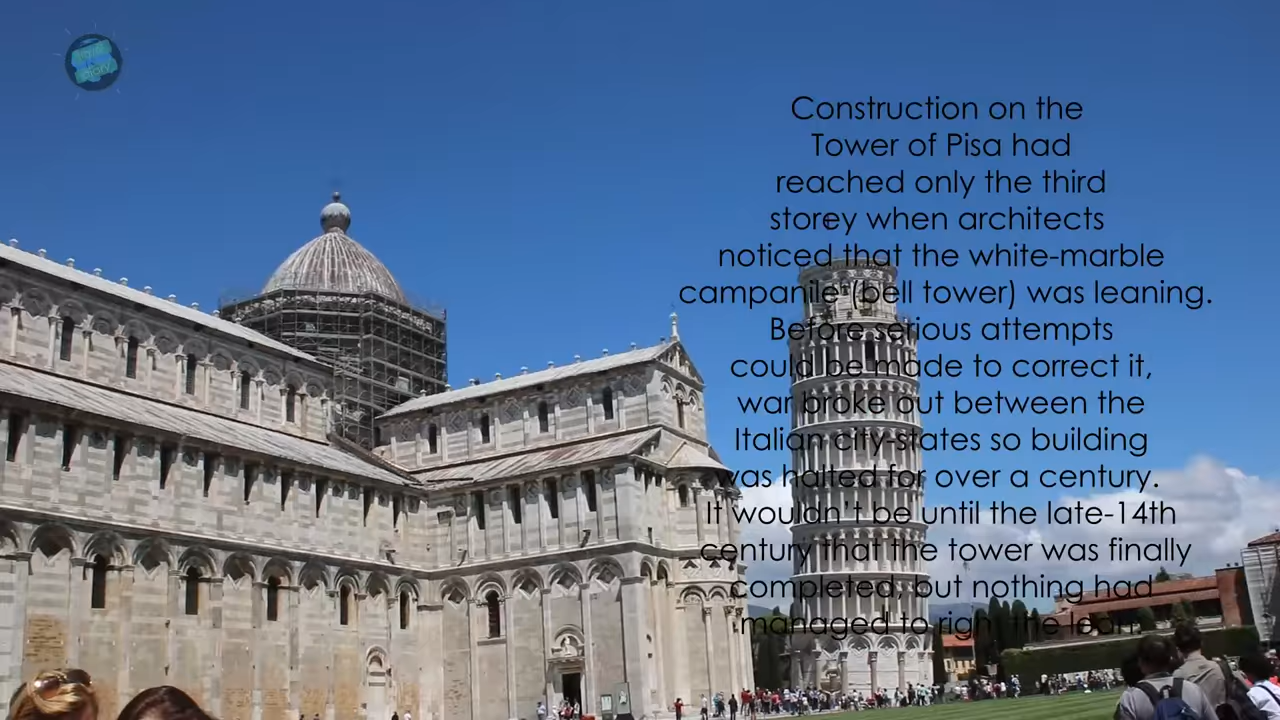 Construction on the
Tower of Pisa had
reached only the third
storey when architects
noticed that the white-marble
campanile (bell tower) was leaning.
Before serious attempts
could be made to correct it,
war broke out between the
Italian city-states so building
was halted for over a century.
It wouldn't be until the late-14th
century that the tower was finally
completed, but nothing had
managed to right the lean